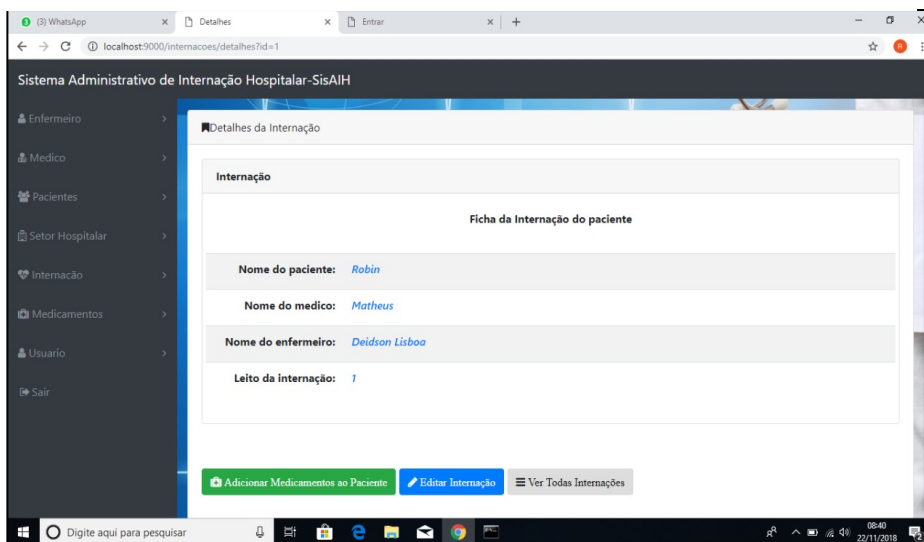 (3) WhatsApp
Detalhes
Entrar
localhost:9000/internacoes/detalhes?id=1
R
Sistema Administrativo de Internação Hospitalar-SisAIH
Enfermeiro
Medico
Pacientes
Setor Hospitalar
Internacão
Medicamentos
Usuario
Sair
Detalhes da Internação
Internação
Ficha da Internação do paciente
Nome do paciente: Robin
Nome do medico: Matheus
Nome do enfermeiro: Deidson Lisboa
Leito da internação: 1
Adicionar Medicamentos ao Paciente
Editar Internação
Ver Todas Internações
Digite aqui para pesquisar
08:40
22/11/2018